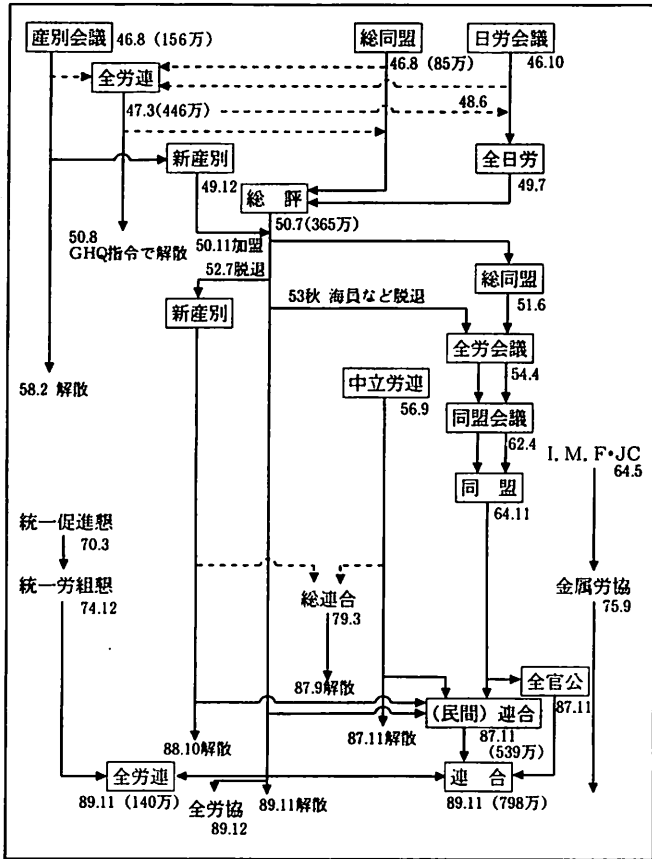 産別会議 46.8 (156万)
総同盟
46.8 (85万)
日労会議
46.10
全労連
47.3(446万)
48.6
新産別
49.12
全日労
49.7
総評
50.7(365万)
50.8
GHQ指令で解散
50.11加盟
52.7脱退
総同盟
51.6
新産別
53秋 海員など脱退
全労会議
54.4
58.2 解散
中立労連
56.9
同盟会議
62.4
I.M.F・JC
64.5
同盟
64.11
統一促進懇
70.3
統一労組懇
74.12
総連合
79.3
金属労協
75.9
87.9解散
全官公
87.11
(民間)連合
87.11
(539万)
88.10解散
87.11解散
全労連
89.11 (140万)
全労協
89.12
89.11解散
連合
89.11 (798万)